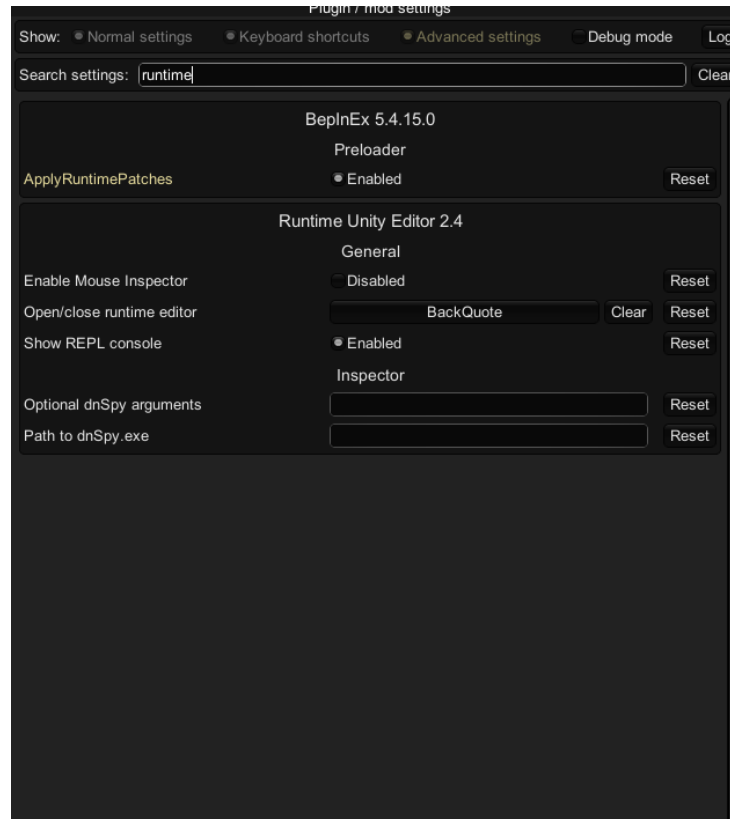 Plugin / mod settings
Show: Normal settings Keyboard shortcuts Advanced settings Debug mode Log
Search settings: runtime Clear
BepInEx 5.4.15.0
Preloader
ApplyRuntimePatches Enabled Reset
Runtime Unity Editor 2.4
General
Enable Mouse Inspector Disabled Reset
Open/close runtime editor BackQuote Clear Reset
Show REPL console Enabled Reset
Inspector
Optional dnSpy arguments Reset
Path to dnSpy.exe Reset